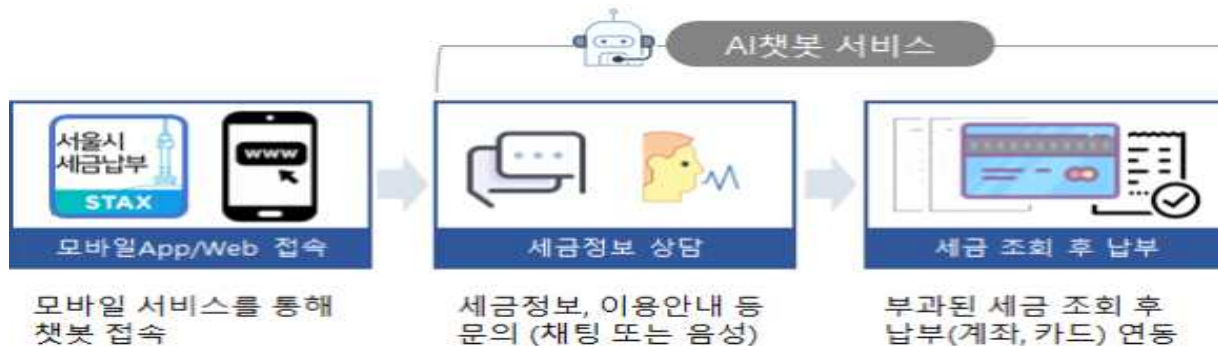 AI챗봇 서비스
서울시
세금납부
STAX
www
모바일App/Web 접속
세금정보 상담
세금 조회 후 납부
모바일 서비스를 통해
챗봇 접속
세금정보, 이용안내 등
문의 (채팅 또는 음성)
부과된 세금 조회 후
납부(계좌, 카드) 연동